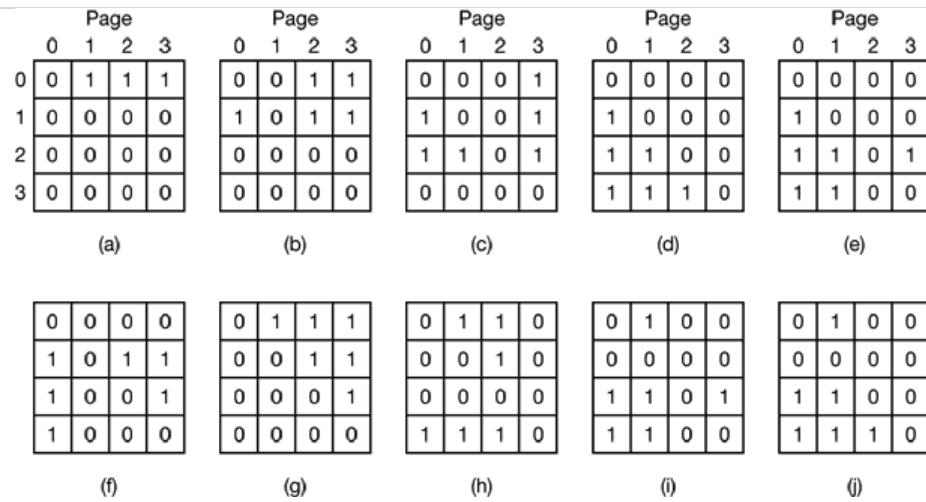 Page Page Page Page Page
0 1 2 3 0 1 2 3 0 1 2 3 0 1 2 3 0 1 2 3
0 0 1 1 1 0 0 1 1 0 0 0 1 0 0 0 0 0 0 0 0
1 0 0 0 0 1 0 1 1 1 0 0 1 1 0 0 0 1 0 0 0
2 0 0 0 0 0 0 0 0 1 1 0 1 1 1 0 0 1 1 0 1
3 0 0 0 0 0 0 0 0 0 0 0 0 1 1 1 0 1 1 0 0
(a) (b) (c) (d) (e)
0 0 0 0 0 1 1 1 0 1 1 0 0 1 0 0 0 1 0 0
1 0 1 1 0 0 1 1 0 0 1 0 0 0 0 0 0 0 0 0
1 0 0 1 0 0 0 1 0 0 0 0 1 1 0 1 1 1 0 0
1 0 0 0 0 0 0 0 1 1 1 0 1 1 0 0 1 1 1 0
(f) (g) (h) (i) (j)